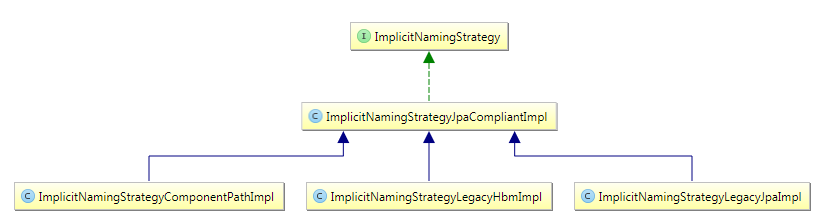 I ImplicitNamingStrategy
C ImplicitNamingStrategyJpaCompliantImpl
C ImplicitNamingStrategyComponentPathImpl C ImplicitNamingStrategyLegacyHbmImpl C ImplicitNamingStrategyLegacyJpaImpl